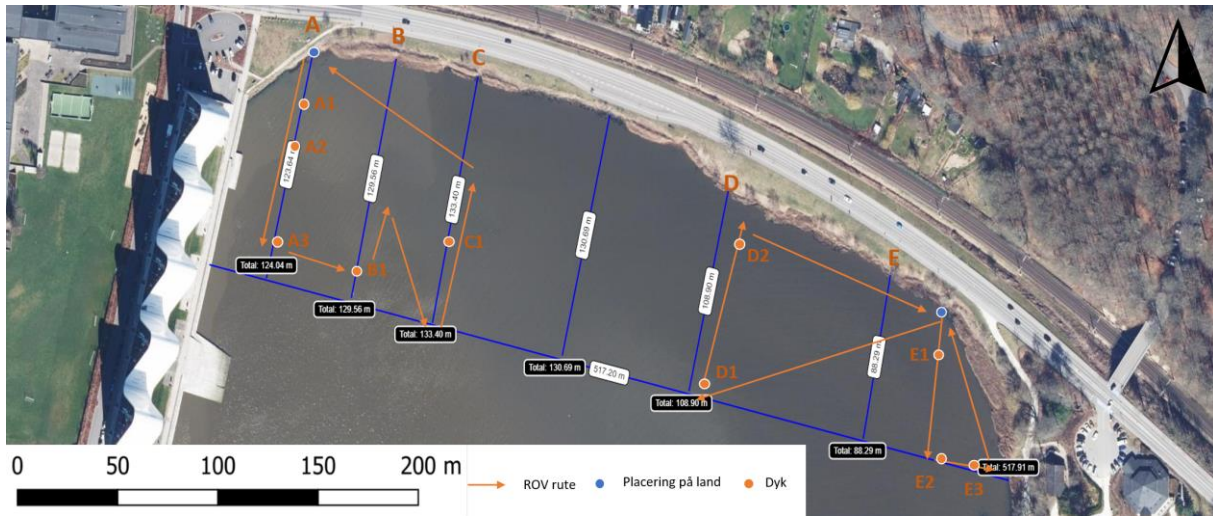 A
B
C
A1
A2
123.64 m
129.56 m
133.40 m
130.69 m
D
D2
108.90 m
E
A3
C1
B1
Total: 124.04 m
Total: 129.56 m
Total: 133.40 m
Total: 130.69 m
517.20 m
D1
Total: 108.90 m
88.29 m
E1
Total: 88.29 m
E2
E3
Total: 517.91 m
0 50 100 150 200 m
ROV rute
Placering på land
Dyk